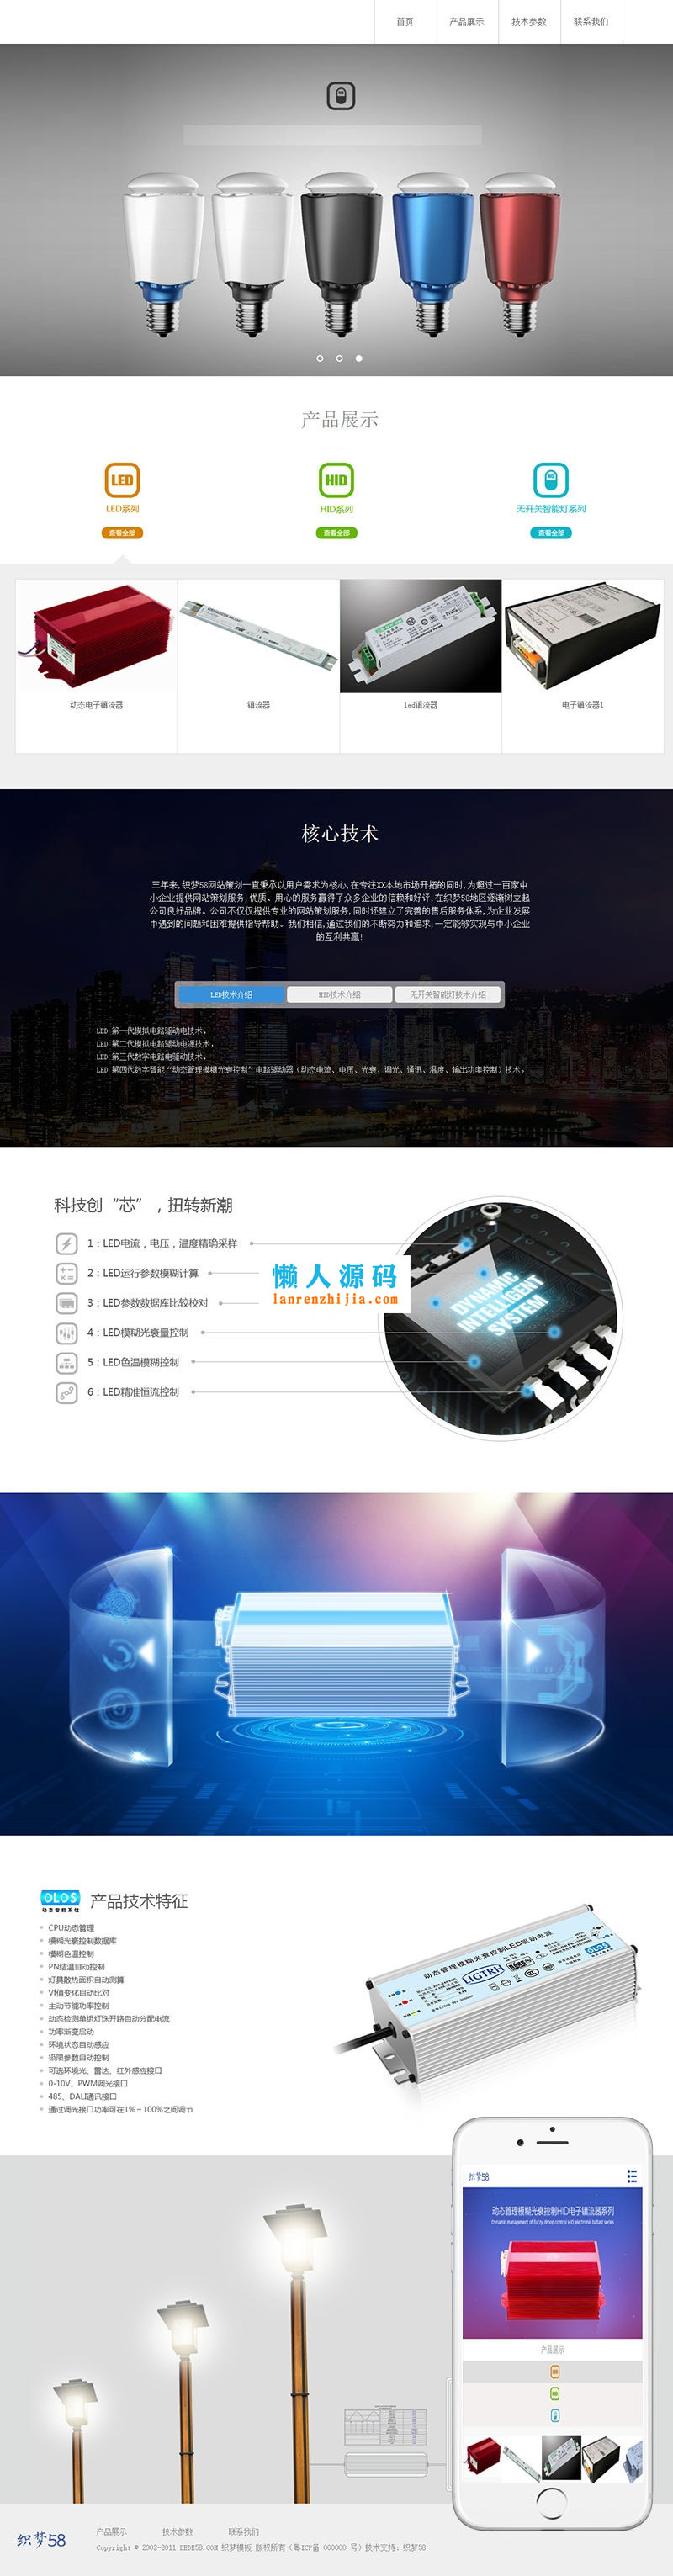 首页
产品展示
技术参数
联系我们
产品展示
LED
HID
LED系列
HID系列
无开关智能灯系列
查看全部
查看全部
查看全部
动态电子镇流器
镇流器
led镇流器
电子镇流器1
核心技术
三年来,织梦58网站策划一直秉承以用户需求为核心,在专注XX本地市场开拓的同时,为超过一百家中
小企业提供网站策划服务,优质、用心的服务赢得了众多企业的信赖和好评,在织梦58地区逐渐树立起
公司良好品牌。公司不仅仅提供专业的网站策划服务,同时还建立了完善的售后服务体系,为企业发展
中遇到的问题和困难提供指导帮助。我们相信,通过我们的不断努力和追求,一定能够实现与中小企业
的互利共赢!
LED技术介绍
HID技术介绍
无开关智能灯技术介绍
LED 第一代模拟电路驱动电技术,
LED 第二代模拟电路驱动电源技术,
LED 第三代数字电路电驱动技术,
LED 第四代数字智能“动态管理模糊光衰控制”电路驱动器（动态电流、电压、光衰、调光、通讯、温度、输出功率控制）技术。
科技创“芯”，扭转新潮
1：LED电流，电压，温度精确采样
2：LED运行参数模糊计算
3：LED参数数据库比较校对
4：LED模糊光衰量控制
5：LED色温模糊控制
6：LED精准恒流控制
懒人源码
lanrenzhijia.com
DYNAMIC
INTELLIGENT
SYSTEM
OLOS
动态智能系统
产品技术特征
CPU动态管理
模糊光衰控制数据库
模糊色温控制
PN结温自动控制
灯具散热面积自动测算
Vf值变化自动比对
主动节能功率控制
动态检测单组灯珠开路自动分配电流
功率渐变启动
环境状态自动感应
极限参数自动控制
可选环境光、雷达、红外感应接口
0-10V、PWM调光接口
485、DALI通讯接口
通过调光接口功率可在1%～100%之间调节
动态管理模糊光衰控制LED驱动电源
LIGTRH
OLOS
织梦58
动态管理模糊光衰控制HID电子镇流器系列
Dynamic management of fuzzy droop control HID electronic ballast series
产品展示
织梦58
产品展示
技术参数
联系我们
Copyright © 2002-2011 DEDE58.COM 织梦模板 版权所有（粤ICP备 000000 号）技术支持：织梦58